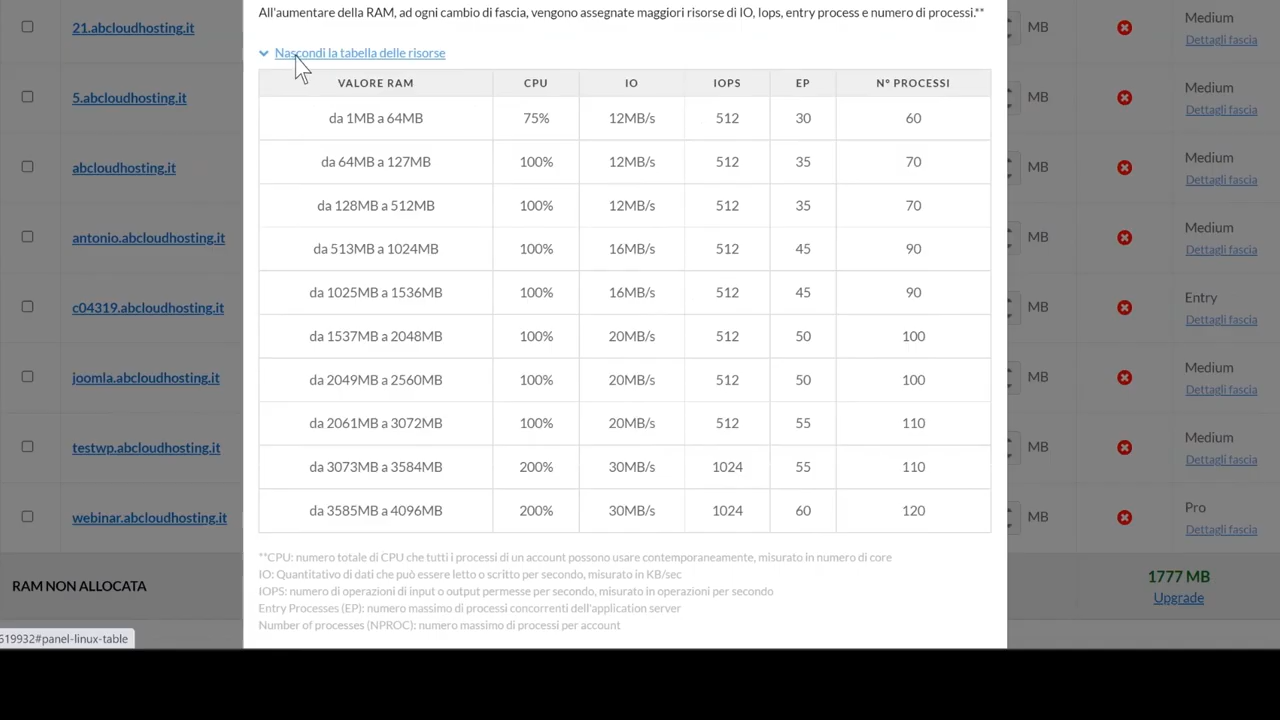 All'aumentare della RAM, ad ogni cambio di fascia, vengono assegnate maggiori risorse di IO, Iops, entry process e numero di processi.**
Nascondi la tabella delle risorse
VALORE RAM CPU IO IOPS EP N° PROCESSI
da 1MB a 64MB 75% 12MB/s 512 30 60
da 64MB a 127MB 100% 12MB/s 512 35 70
da 128MB a 512MB 100% 12MB/s 512 35 70
da 513MB a 1024MB 100% 16MB/s 512 45 90
da 1025MB a 1536MB 100% 16MB/s 512 45 90
da 1537MB a 2048MB 100% 20MB/s 512 50 100
da 2049MB a 2560MB 100% 20MB/s 512 50 100
da 2061MB a 3072MB 100% 20MB/s 512 55 110
da 3073MB a 3584MB 200% 30MB/s 1024 55 110
da 3585MB a 4096MB 200% 30MB/s 1024 60 120
**CPU: numero totale di CPU che tutti i processi di un account possono usare contemporaneamente, misurato in numero di core
IO: Quantitativo di dati che può essere letto o scritto per secondo, misurato in KB/sec
IOPS: numero di operazioni di input o output permesse per secondo, misurato in operazioni per secondo
Entry Processes (EP): numero massimo di processi concorrenti dell'application server
Number of processes (NPROC): numero massimo di processi per account
21.abcloudhosting.it MB Medium
Dettagli fascia
5.abcloudhosting.it MB Medium
Dettagli fascia
abcloudhosting.it MB Medium
Dettagli fascia
antonio.abcloudhosting.it MB Medium
Dettagli fascia
c04319.abcloudhosting.it MB Entry
Dettagli fascia
joomla.abcloudhosting.it MB Medium
Dettagli fascia
testwp.abcloudhosting.it MB Medium
Dettagli fascia
webinar.abcloudhosting.it MB Pro
Dettagli fascia
RAM NON ALLOCATA 1777 MB
Upgrade
619932#panel-linux-table